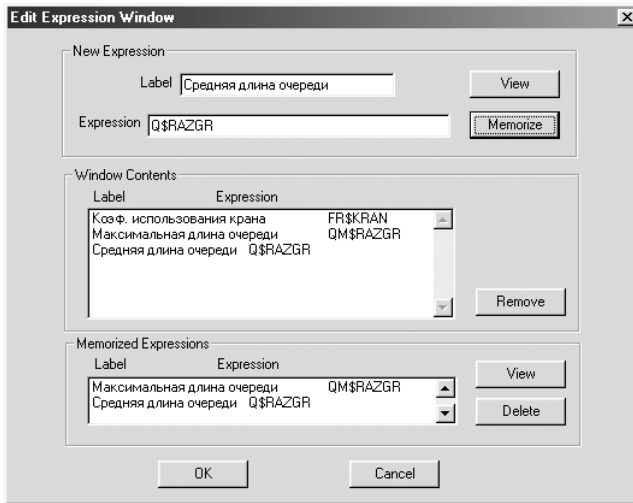 Edit Expression Window
New Expression
Label Средняя длина очереди View
Expression Q$RAZGR Memorize
Window Contents
Label Expression
Коэф. использования крана FR$KRAN
Максимальная длина очереди QM$RAZGR
Средняя длина очереди Q$RAZGR
Remove
Memorized Expressions
Label Expression
View
Максимальная длина очереди QM$RAZGR
Средняя длина очереди Q$RAZGR
Delete
OK Cancel